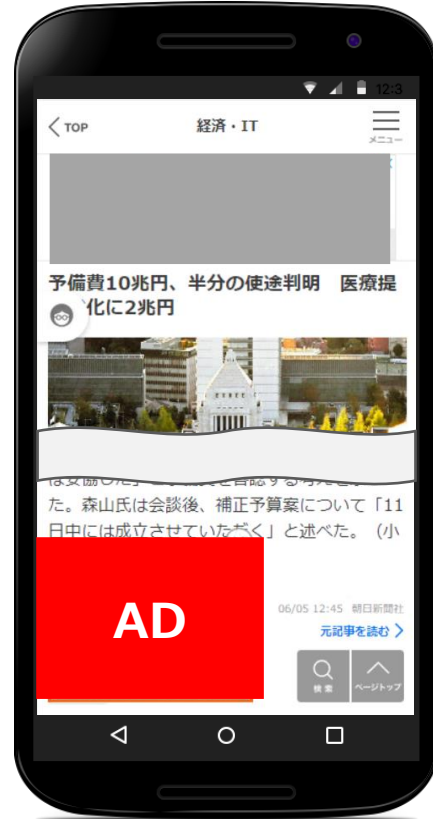 12:3
TOP
経済・IT
メニュー
予備費10兆円、半分の使途判明 医療提
化に2兆円
た。森山氏は会談後、補正予算案について「11
日中には成立させていただく」と述べた。（小
AD
06/05 12:45 朝日新聞社
元記事を読む
検索
ページトップ